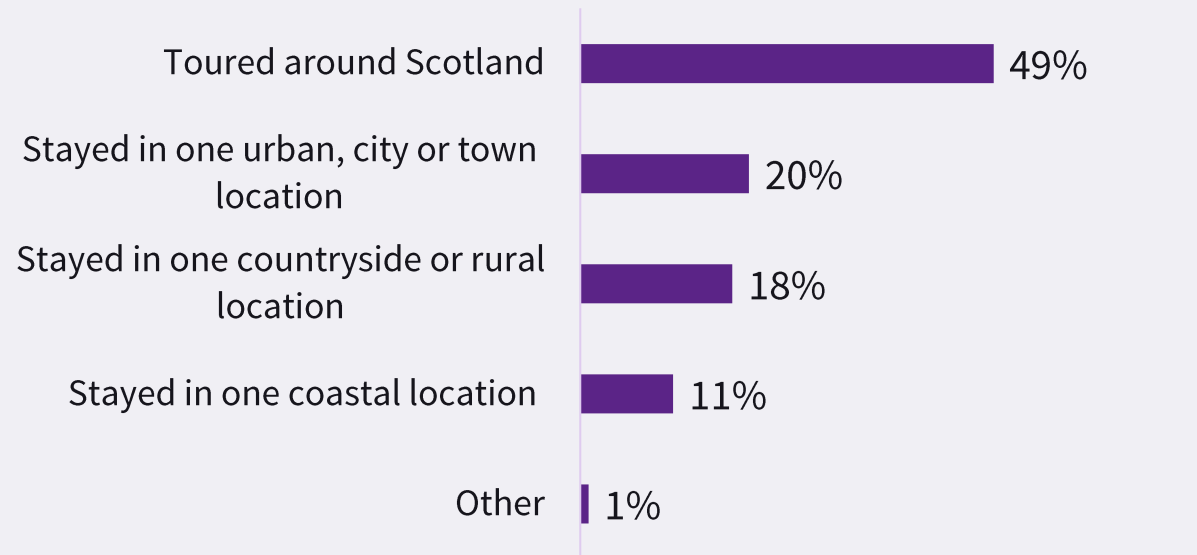 Toured around Scotland
49%
Stayed in one urban, city or town
location
20%
Stayed in one countryside or rural
location
18%
Stayed in one coastal location
11%
Other
1%